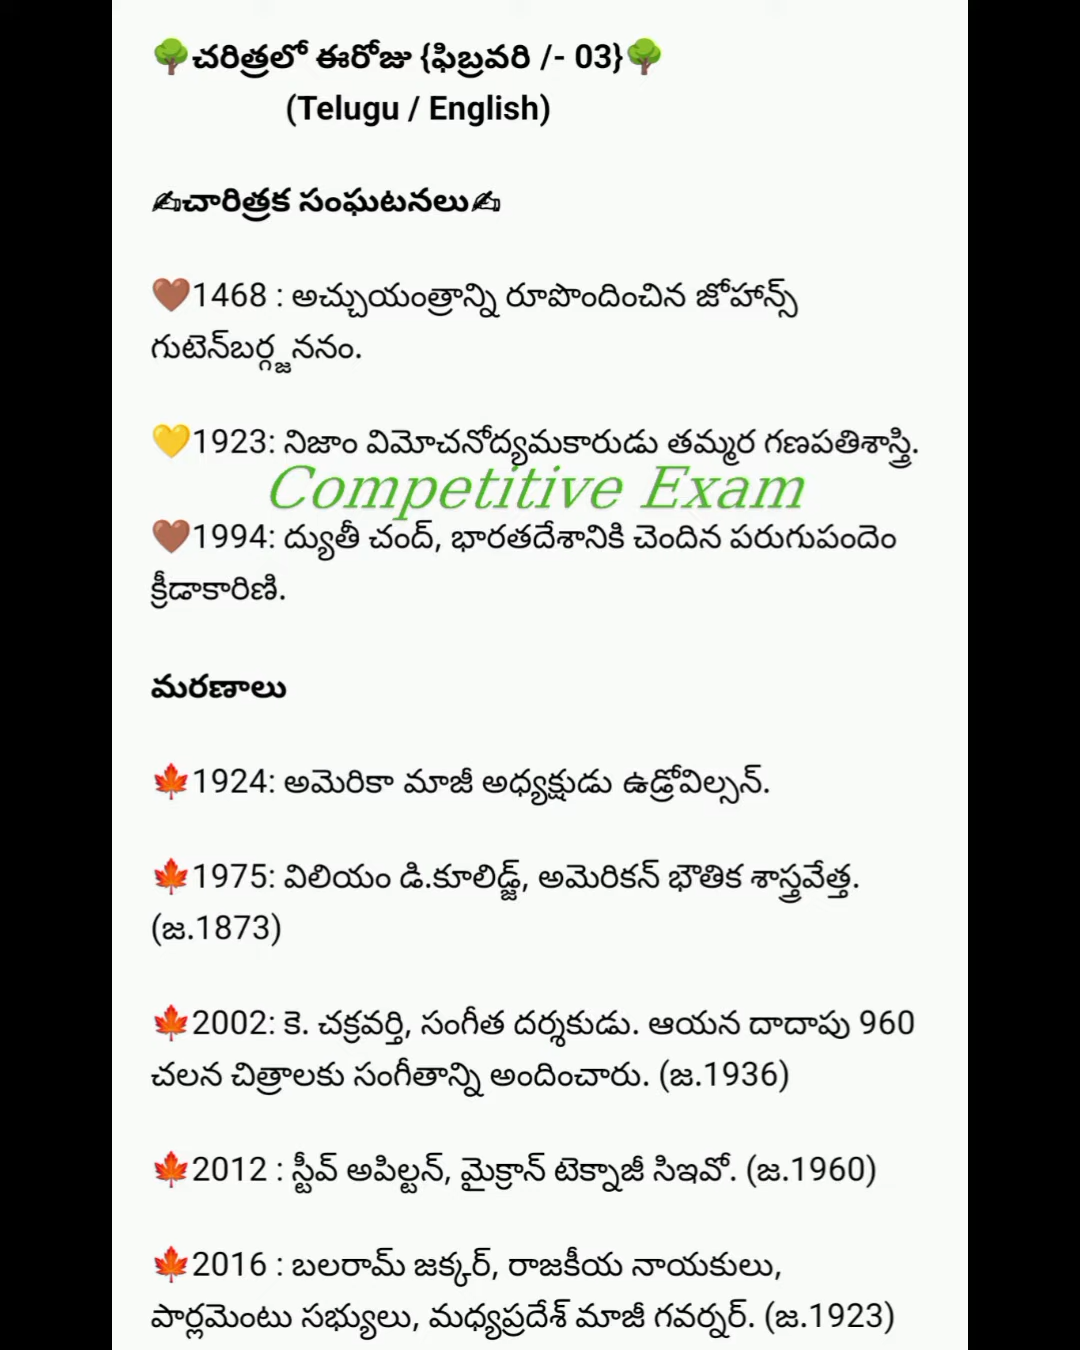 🌳చరిత్రలో ఈరోజు {ఫిబ్రవరి /- 03}🌳
(Telugu / English)
✍చారిత్రక సంఘటనలు✍
🤎1468 : అచ్చుయంత్రాన్ని రూపొందించిన జోహాన్స్
గుటెన్‌బర్గ్జననం.
💛1923: నిజాం విమోచనోద్యమకారుడు తమ్మర గణపతిశాస్త్రి.
Competitive Exam
🤎1994: ద్యుతీ చంద్, భారతదేశానికి చెందిన పరుగుపందెం
క్రీడాకారిణి.
మరణాలు
🍁1924: అమెరికా మాజీ అధ్యక్షుడు ఉడ్రోవిల్సన్.
🍁1975: విలియం డి.కూలిడ్జ్, అమెరికన్ భౌతిక శాస్త్రవేత్త.
(జ.1873)
🍁2002: కె. చక్రవర్తి, సంగీత దర్శకుడు. ఆయన దాదాపు 960
చలన చిత్రాలకు సంగీతాన్ని అందించారు. (జ.1936)
🍁2012 : స్టీవ్ అపిల్టన్, మైక్రాన్ టెక్నాజీ సిఇవో. (జ.1960)
🍁2016 : బలరామ్ జక్కర్, రాజకీయ నాయకులు,
పార్లమెంటు సభ్యులు, మధ్యప్రదేశ్ మాజీ గవర్నర్. (జ.1923)